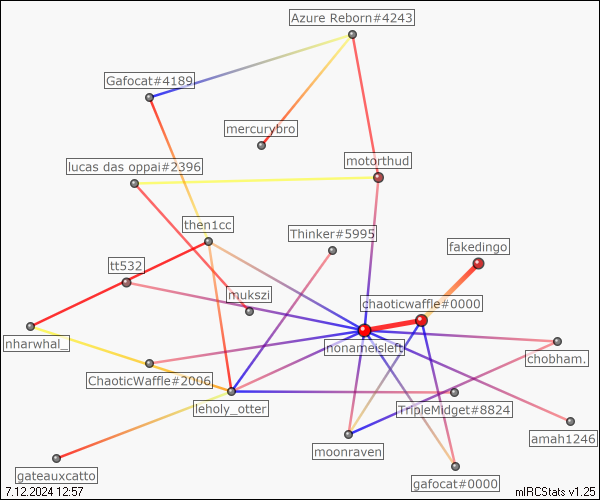 Azure Reborn#4243
Gafocat#4189
mercurybro
motorthud
lucas das oppai#2396
then1cc
Thinker#5995
fakedingo
tt532
mukszi
chaoticwaffle#0000
nharwhal_
nonameisleft
chobham.
ChaoticWaffle#2006
leholy_otter
TripleMidget#8824
amah1246
moonraven
gateauxcatto
gafocat#0000
7.12.2024 12:57
mIRCStats v1.25